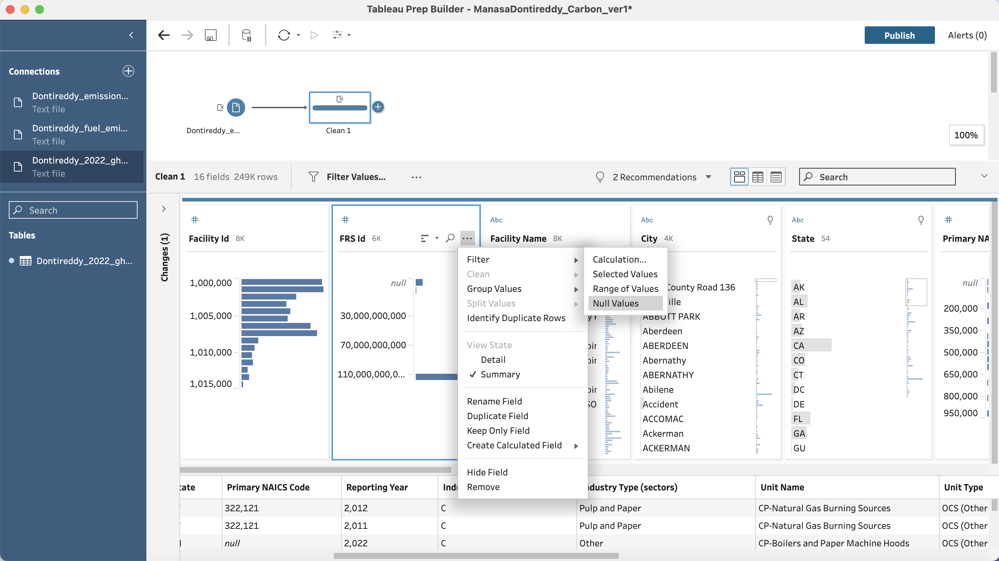 Tableau Prep Builder - ManasaDontireddy_Carbon_ver1*
Publish
Alerts (0)
Connections
Dontireddy_emission...
Text file
Dontireddy_fuel_emi...
Text file
Dontireddy_2022_gh...
Text file
Search
Tables
Dontireddy_2022_gh...
Dontireddy_e...
Clean 1
100%
Clean 1 16 fields 249K rows
Filter Values...
2 Recommendations
Search
Changes (1)
Facility Id 8K
1,000,000
1,005,000
1,010,000
1,015,000
FRS Id 6K
null
30,000,000,000
70,000,000,000
110,000,000,0...
Abc
Facility Name 8K
Abc
City 4K
County Road 136
ille
ABBOTT PARK
Aberdeen
ABERDEEN
Abernathy
ABERNATHY
Abilene
Accident
ACCOMAC
Ackerman
ACKERMAN
Abc
State 54
AK
AL
AR
AZ
CA
CO
CT
DC
DE
FL
GA
GU
Primary NA
null
200,000
350,000
500,000
650,000
800,000
950,000
Filter
Clean
Group Values
Split Values
Identify Duplicate Rows
View State
Detail
✓ Summary
Rename Field
Duplicate Field
Keep Only Field
Create Calculated Field
Hide Field
Remove
Calculation...
Selected Values
Range of Values
Null Values
tate Primary NAICS Code Reporting Year Indu ndustry Type (sectors) Unit Name Unit Type
322,121 2,012 C Pulp and Paper CP-Natural Gas Burning Sources OCS (Other
322,121 2,011 C Pulp and Paper CP-Natural Gas Burning Sources OCS (Other
null 2,022 C Other CP-Boilers and Paper Machine Hoods OCS (Other